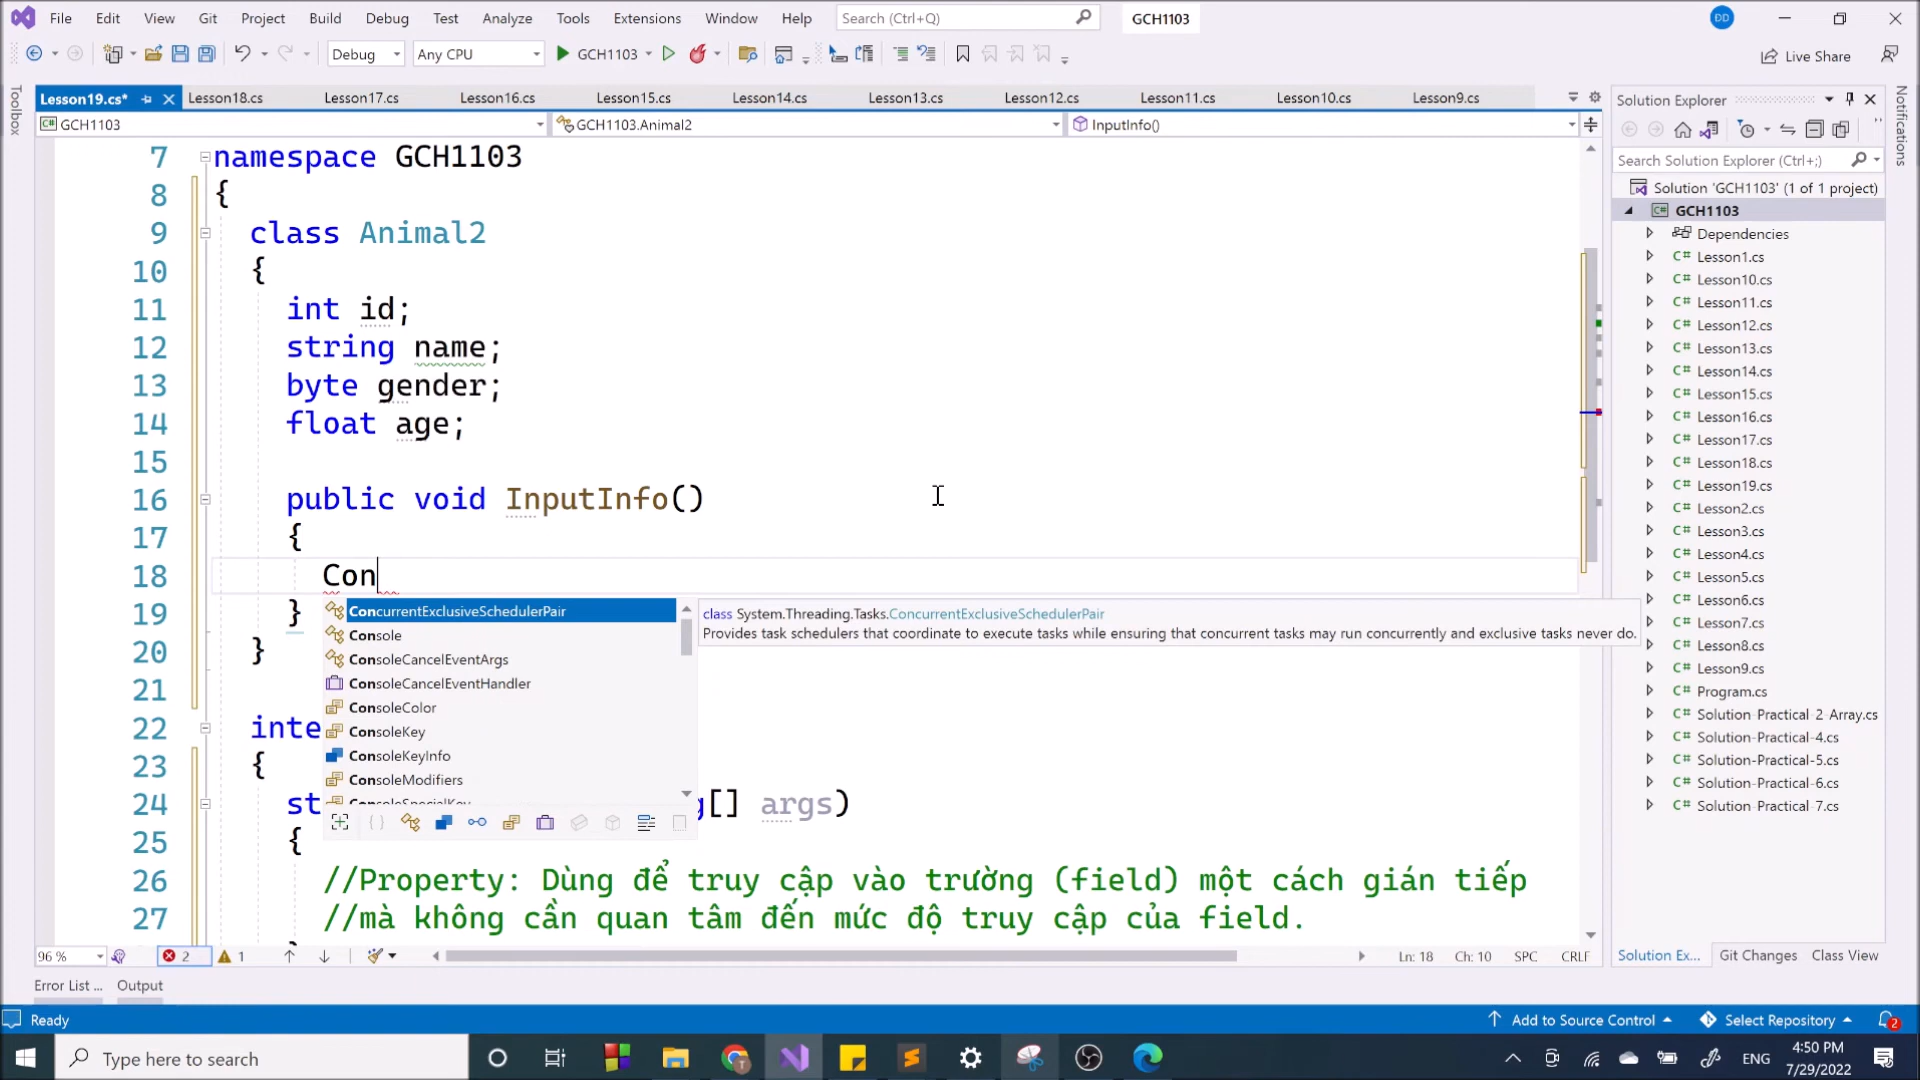 File Edit View Git Project Build Debug Test Analyze Tools Extensions Window Help Search (Ctrl+Q) GCH1103 DD
Debug Any CPU GCH1103 Live Share
Toolbox
Lesson19.cs* Lesson18.cs Lesson17.cs Lesson16.cs Lesson15.cs Lesson14.cs Lesson13.cs Lesson12.cs Lesson11.cs Lesson10.cs Lesson9.cs
GCH1103 GCH1103.Animal2 InputInfo()
7 namespace GCH1103
8 {
9 class Animal2
10 {
11 int id;
12 string name;
13 byte gender;
14 float age;
15
16 public void InputInfo()
17 {
18 Con
19 }
20 }
21
22 inte
23 {
24 st g[] args)
25 {
26 //Property: Dùng để truy cập vào trường (field) một cách gián tiếp
27 //mà không cần quan tâm đến mức độ truy cập của field.
ConcurrentExclusiveSchedulerPair
Console
ConsoleCancelEventArgs
ConsoleCancelEventHandler
ConsoleColor
ConsoleKey
ConsoleKeyInfo
ConsoleModifiers
ConsoleSpecialKey
class System.Threading.Tasks.ConcurrentExclusiveSchedulerPair
Provides task schedulers that coordinate to execute tasks while ensuring that concurrent tasks may run concurrently and exclusive tasks never do.
96 % 2 1 Ln: 18 Ch: 10 SPC CRLF
Error List ... Output
Solution Explorer
Search Solution Explorer (Ctrl+;)
Solution 'GCH1103' (1 of 1 project)
GCH1103
Dependencies
C# Lesson1.cs
C# Lesson10.cs
C# Lesson11.cs
C# Lesson12.cs
C# Lesson13.cs
C# Lesson14.cs
C# Lesson15.cs
C# Lesson16.cs
C# Lesson17.cs
C# Lesson18.cs
C# Lesson19.cs
C# Lesson2.cs
C# Lesson3.cs
C# Lesson4.cs
C# Lesson5.cs
C# Lesson6.cs
C# Lesson7.cs
C# Lesson8.cs
C# Lesson9.cs
C# Program.cs
C# Solution-Practical-2 Array.cs
C# Solution-Practical-4.cs
C# Solution-Practical-5.cs
C# Solution-Practical-6.cs
C# Solution-Practical-7.cs
Solution Ex... Git Changes Class View
Notifications
Ready Add to Source Control Select Repository 2
Type here to search ENG 4:50 PM
7/29/2022